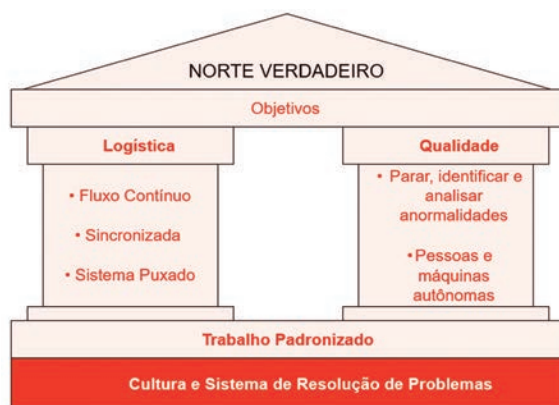 NORTE VERDADEIRO
Objetivos
Logística
• Fluxo Contínuo
• Sincronizada
• Sistema Puxado
Qualidade
• Parar, identificar e
analisar
anormalidades
•Pessoas e
máquinas
autônomas
Trabalho Padronizado
Cultura e Sistema de Resolução de Problemas